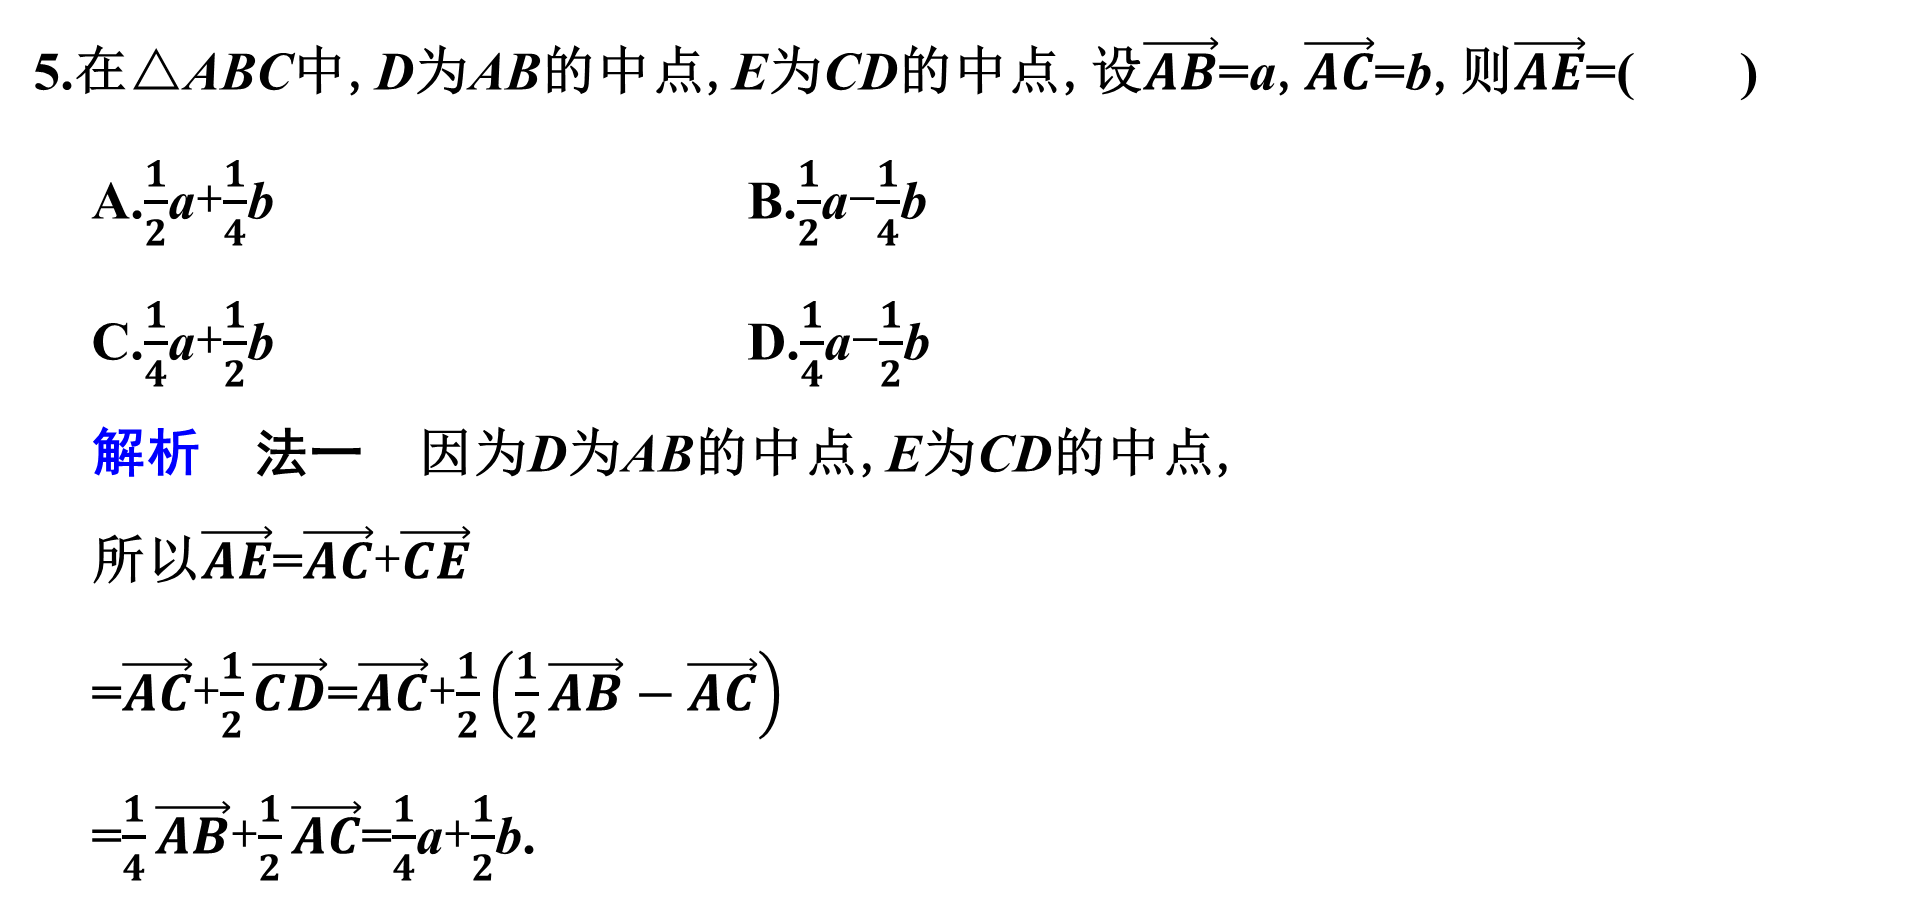 5.在△ABC中,D为AB的中点,E为CD的中点,设$\overrightarrow{AB}$=a,$\overrightarrow{AC}$=b,则$\overrightarrow{AE}$=(　　)
A.$\frac{1}{2}$a+$\frac{1}{4}$b　　B.$\frac{1}{2}$a−$\frac{1}{4}$b
C.$\frac{1}{4}$a+$\frac{1}{2}$b　　D.$\frac{1}{4}$a−$\frac{1}{2}$b
解析　法一　因为D为AB的中点,E为CD的中点,
所以$\overrightarrow{AE}$=$\overrightarrow{AC}$+$\overrightarrow{CE}$
=$\overrightarrow{AC}$+$\frac{1}{2}\overrightarrow{CD}$=$\overrightarrow{AC}$+$\frac{1}{2}\left(\frac{1}{2}\overrightarrow{AB}-\overrightarrow{AC}\right)$
=$\frac{1}{4}\overrightarrow{AB}$+$\frac{1}{2}\overrightarrow{AC}$=$\frac{1}{4}$a+$\frac{1}{2}$b.